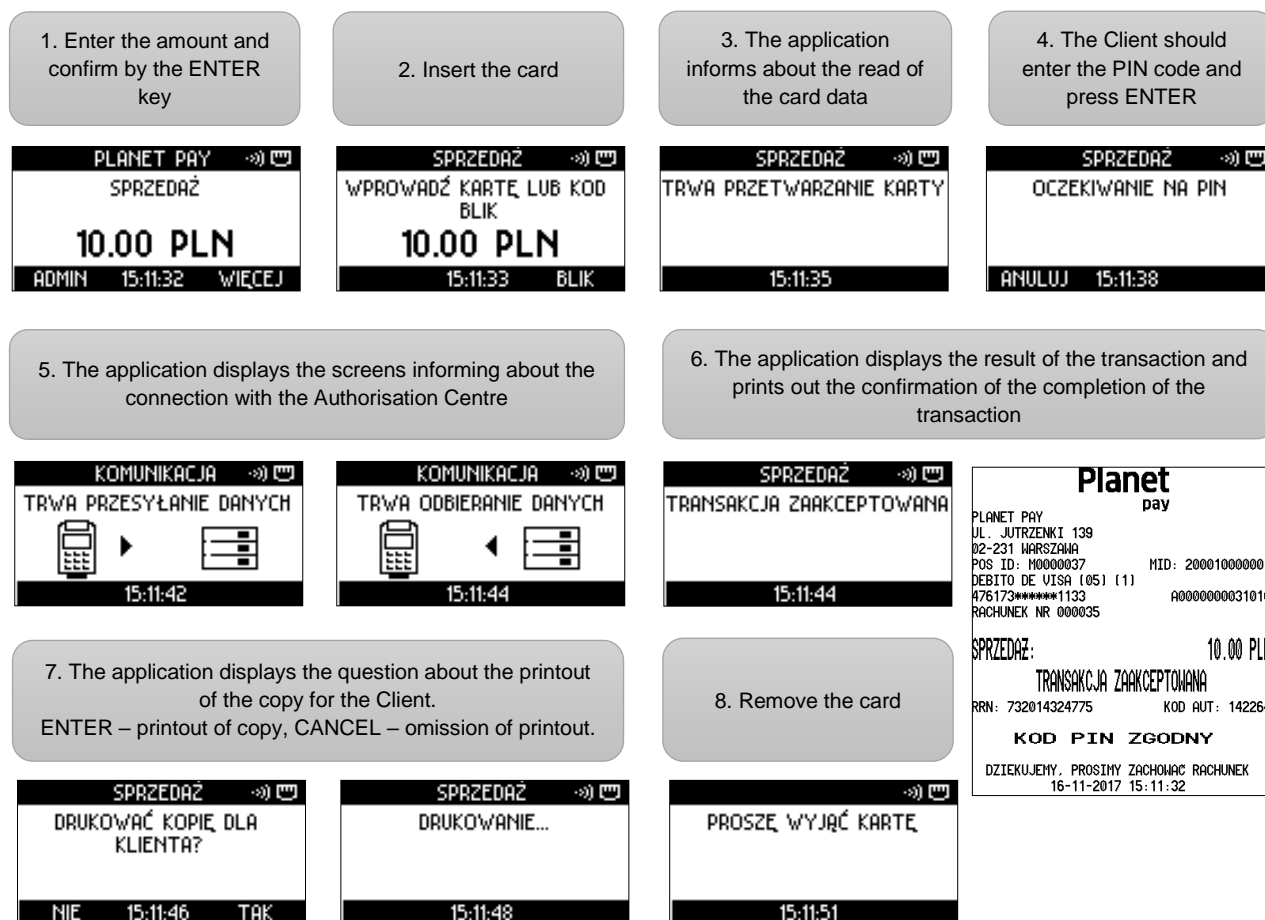 1. Enter the amount and
confirm by the ENTER
key
2. Insert the card
3. The application
informs about the read of
the card data
4. The Client should
enter the PIN code and
press ENTER
PLANET PAY
SPRZEDAŻ
10.00 PLN
ADMIN 15:11:32 WIĘCEJ
SPRZEDAŻ
WPROWADŹ KARTĘ LUB KOD
BLIK
10.00 PLN
15:11:33 BLIK
SPRZEDAŻ
TRWA PRZETWARZANIE KARTY
15:11:35
SPRZEDAŻ
OCZEKIWANIE NA PIN
ANULUJ 15:11:38
5. The application displays the screens informing about the
connection with the Authorisation Centre
6. The application displays the result of the transaction and
prints out the confirmation of the completion of the
transaction
KOMUNIKACJA
TRWA PRZESYŁANIE DANYCH
15:11:42
KOMUNIKACJA
TRWA ODBIERANIE DANYCH
15:11:44
SPRZEDAŻ
TRANSAKCJA ZAAKCEPTOWANA
15:11:44
Planet
pay
PLANET PAY
UL. JUTRZENKI 139
02-231 WARSZAWA
POS ID: M0000037 MID: 20001000000
DEBITO DE VISA (05) (1)
476173******1133
RACHUNEK NR 000035
SPRZEDAŻ: 10.00
TRANSAKCJA ZAAKCEPTOWANA
RRN: 732014324775 KOD AUT:
KOD PIN ZGODNY
DZIEKUJEMY, PROSIMY ZACHOWAC RACHUNEK
16-11-2017 15:11:32
7. The application displays the question about the printout
of the copy for the Client.
ENTER – printout of copy, CANCEL – omission of printout.
8. Remove the card
SPRZEDAŻ
DRUKOWAĆ KOPIĘ DLA
KLIENTA?
NIE 15:11:46 TAK
SPRZEDAŻ
DRUKOWANIE...
15:11:48
PROSZĘ WYJĄĆ KARTĘ
15:11:51